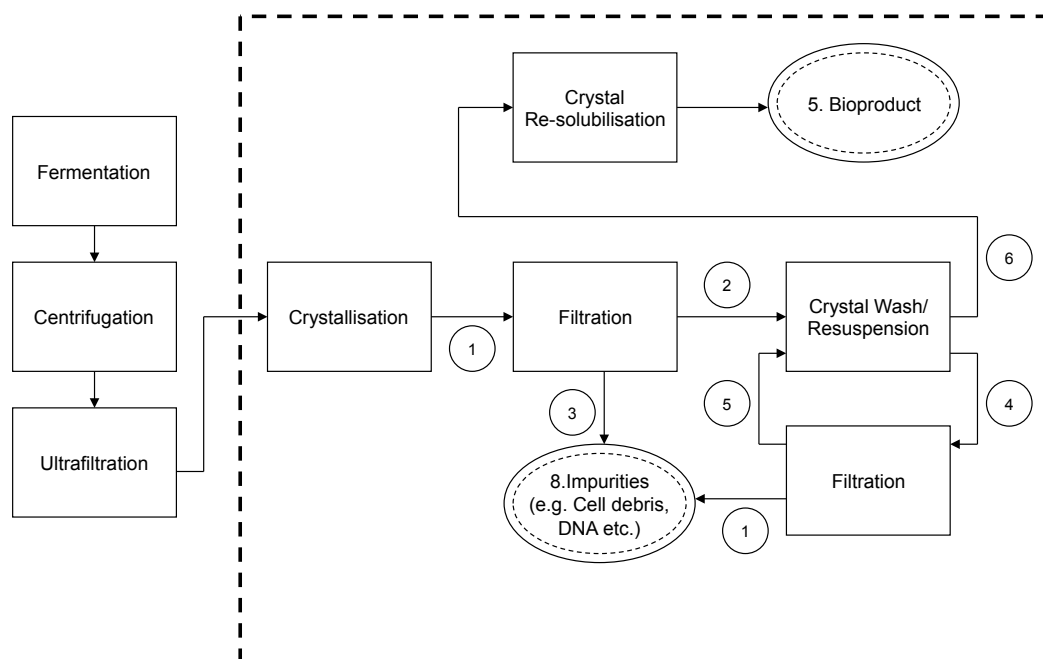 Crystal
Re-solubilisation
5. Bioproduct
Fermentation
6
2
Centrifugation
Crystallisation
Filtration
Crystal Wash/
Resuspension
1
3
5
4
Ultrafiltration
8.Impurities
(e.g. Cell debris,
DNA etc.)
Filtration
1